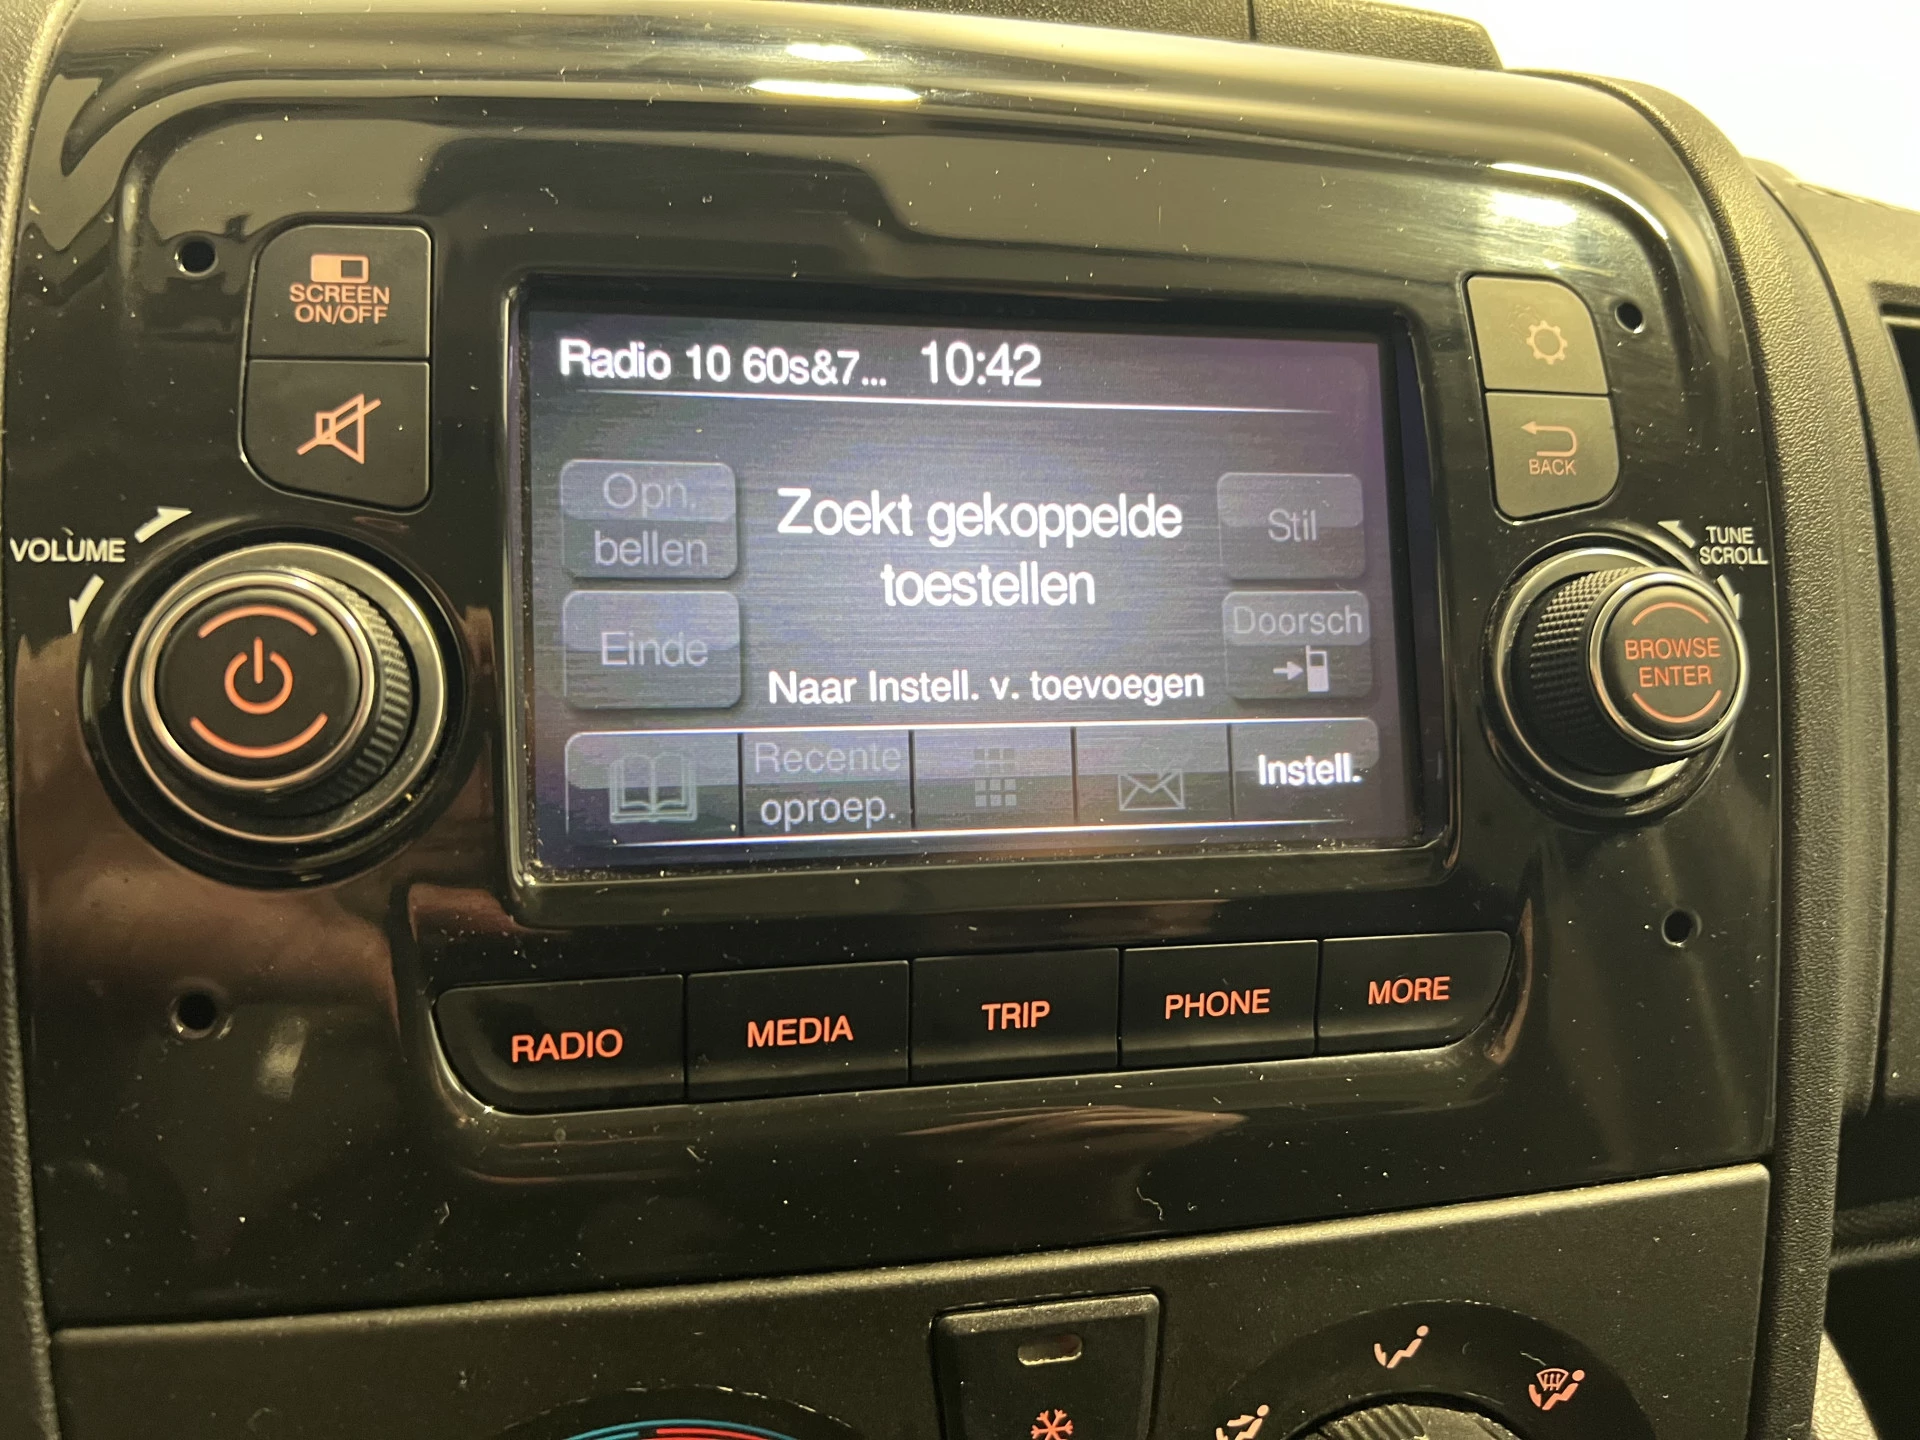 SCREEN
ON/OFF
VOLUME
Radio 10 60s&7... 10:42
Opn.
bellen
Zoekt gekoppelde
toestellen
Stil
Einde
Doorsch
Naar Instell. v. toevoegen
Recente
oproep.
Instell.
BACK
TUNE
SCROLL
BROWSE
ENTER
RADIO
MEDIA
TRIP
PHONE
MORE